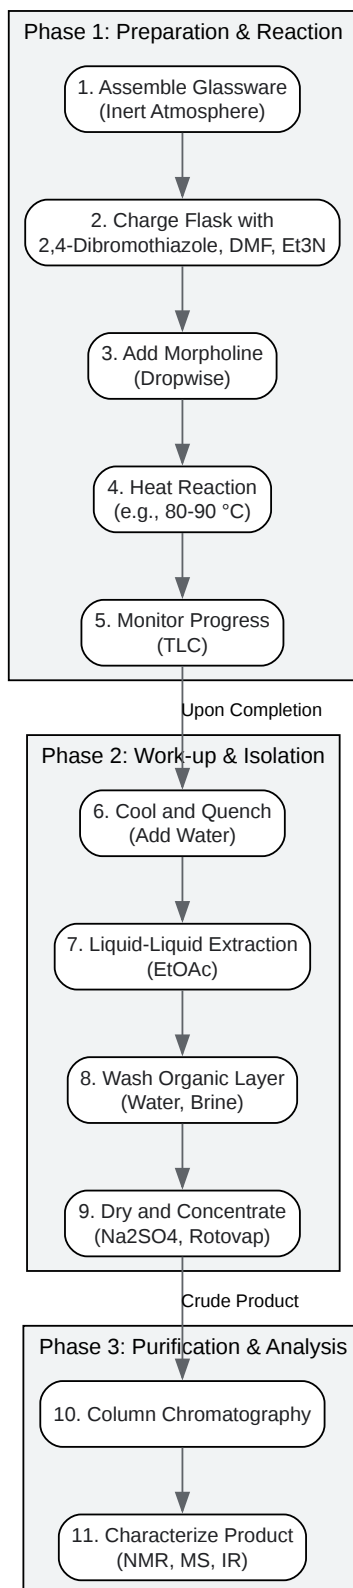 Phase 1: Preparation & Reaction
1. Assemble Glassware
(Inert Atmosphere)
2. Charge Flask with
2,4-Dibromothiazole, DMF, Et3N
3. Add Morpholine
(Dropwise)
4. Heat Reaction
(e.g., 80-90 °C)
5. Monitor Progress
(TLC)
Upon Completion
Phase 2: Work-up & Isolation
6. Cool and Quench
(Add Water)
7. Liquid-Liquid Extraction
(EtOAc)
8. Wash Organic Layer
(Water, Brine)
9. Dry and Concentrate
(Na2SO4, Rotovap)
Crude Product
Phase 3: Purification & Analysis
10. Column Chromatography
11. Characterize Product
(NMR, MS, IR)